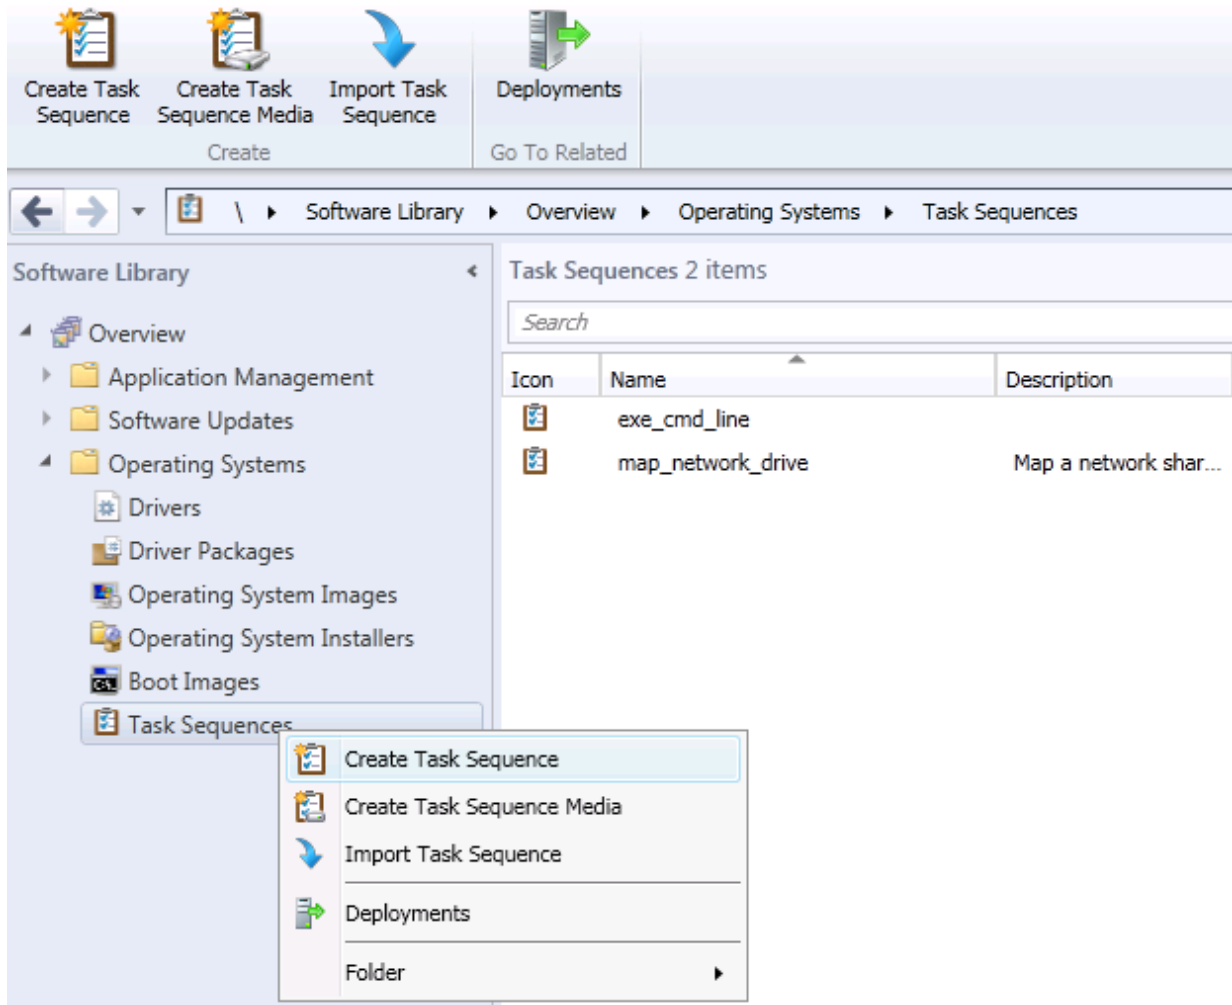 Create Task Sequence
Create Task Sequence Media
Import Task Sequence
Deployments
Create
Go To Related
\ Software Library Overview Operating Systems Task Sequences
Software Library
Task Sequences 2 items
Overview
Search
Application Management
Icon Name Description
Software Updates
exe_cmd_line
Operating Systems
map_network_drive Map a network shar...
Drivers
Driver Packages
Operating System Images
Operating System Installers
Boot Images
Task Sequences
Create Task Sequence
Create Task Sequence Media
Import Task Sequence
Deployments
Folder